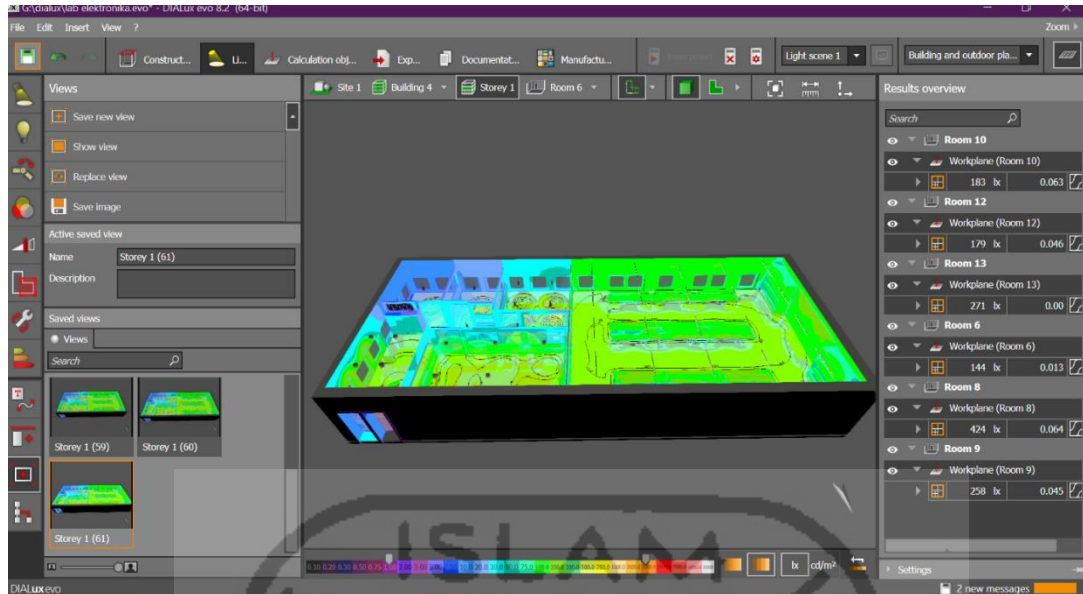 G:\dialux\lab elektronika.evo* - DIALux evo 8.2 (64-bit)
File Edit Insert View ?
Zoom
Construct...
Li...
Calculation obj...
Exp...
Documentat...
Manufactu...
Light scene 1
Building and outdoor pla...
Views
Save new view
Show view
Replace view
Save image
Active saved view
Name
Storey 1 (61)
Description
Saved views
Views
Search
Storey 1 (59)
Storey 1 (60)
Storey 1 (61)
Site 1
Building 4
Storey 1
Room 6
lx
cd/m²
Results overview
Search
Room 10
Workplane (Room 10)
183 lx 0.063
Room 12
Workplane (Room 12)
179 lx 0.046
Room 13
Workplane (Room 13)
271 lx 0.00
Room 6
Workplane (Room 6)
144 lx 0.013
Room 8
Workplane (Room 8)
424 lx 0.064
Room 9
Workplane (Room 9)
258 lx 0.045
Settings
ISLAM
DIALux evo
2 new messages